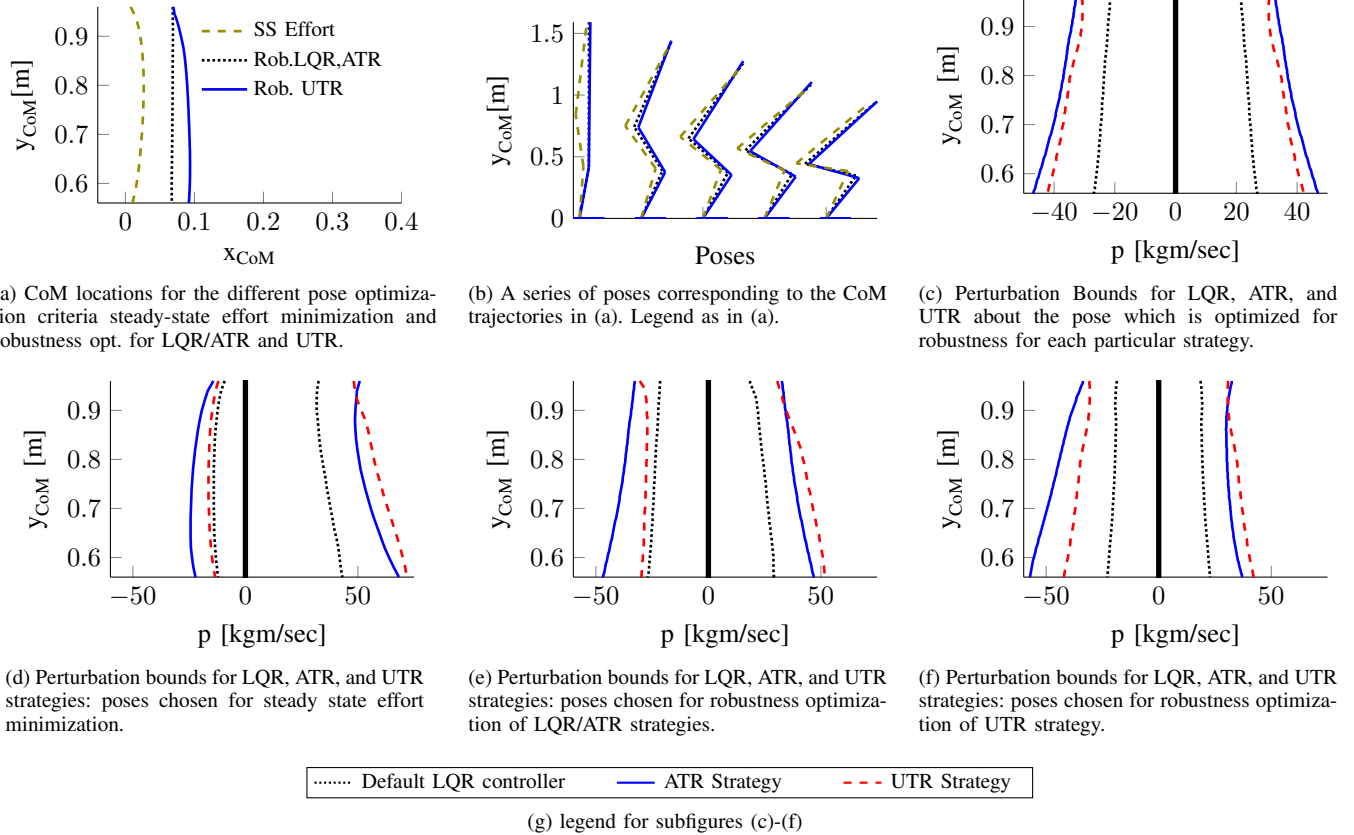 0.9
0.8
0.7
0.6
y_CoM [m]
SS Effort
Rob.LQR,ATR
Rob. UTR
0 0.1 0.2 0.3 0.4
x_CoM
a) CoM locations for the different pose optimiza-
ion criteria steady-state effort minimization and
obustness opt. for LQR/ATR and UTR.
1.5
1
0.5
0
y_CoM [m]
Poses
(b) A series of poses corresponding to the CoM
trajectories in (a). Legend as in (a).
0.9
0.8
0.7
0.6
y_CoM [m]
−40 −20 0 20 40
p [kgm/sec]
(c) Perturbation Bounds for LQR, ATR, and
UTR about the pose which is optimized for
robustness for each particular strategy.
0.9
0.8
0.7
0.6
y_CoM [m]
−50 0 50
p [kgm/sec]
(d) Perturbation bounds for LQR, ATR, and UTR
strategies: poses chosen for steady state effort
minimization.
0.9
0.8
0.7
0.6
y_CoM [m]
−50 0 50
p [kgm/sec]
(e) Perturbation bounds for LQR, ATR, and UTR
strategies: poses chosen for robustness optimiza-
tion of LQR/ATR strategies.
0.9
0.8
0.7
0.6
y_CoM [m]
−50 0 50
p [kgm/sec]
(f) Perturbation bounds for LQR, ATR, and UTR
strategies: poses chosen for robustness optimiza-
tion of UTR strategy.
Default LQR controller ATR Strategy UTR Strategy
(g) legend for subfigures (c)-(f)